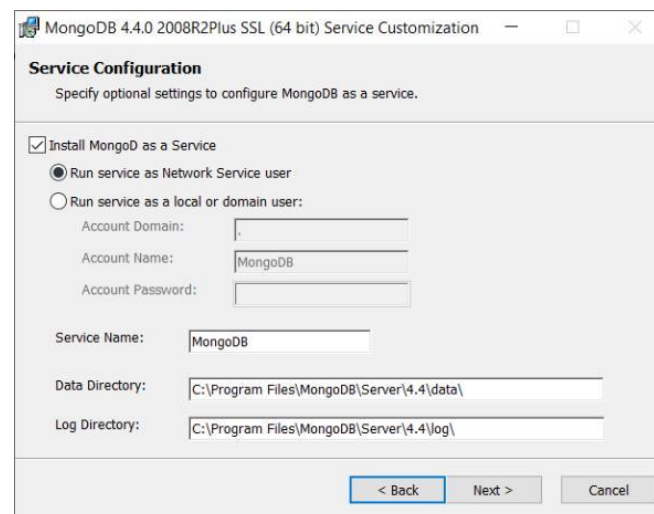 MongoDB 4.4.0 2008R2Plus SSL (64 bit) Service Customization
Service Configuration
Specify optional settings to configure MongoDB as a service.
Install MongoD as a Service
Run service as Network Service user
Run service as a local or domain user:
Account Domain: .
Account Name: MongoDB
Account Password:
Service Name: MongoDB
Data Directory: C:\Program Files\MongoDB\Server\4.4\data\
Log Directory: C:\Program Files\MongoDB\Server\4.4\log\
< Back Next > Cancel